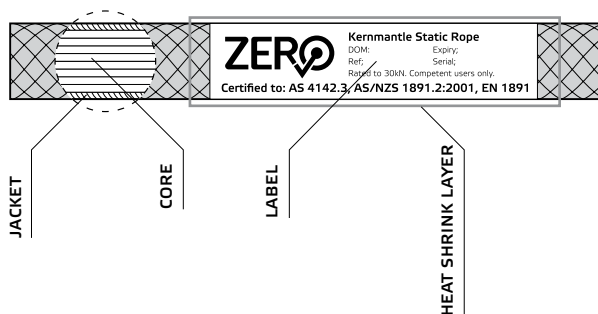 ZERO
Kernmantle Static Rope
DOM: Expiry;
Ref; Serial;
Rated to 30kN. Competent users only.
Certified to: AS 4142.3, AS/NZS 1891.2:2001, EN 1891
JACKET
CORE
LABEL
HEAT SHRINK LAYER